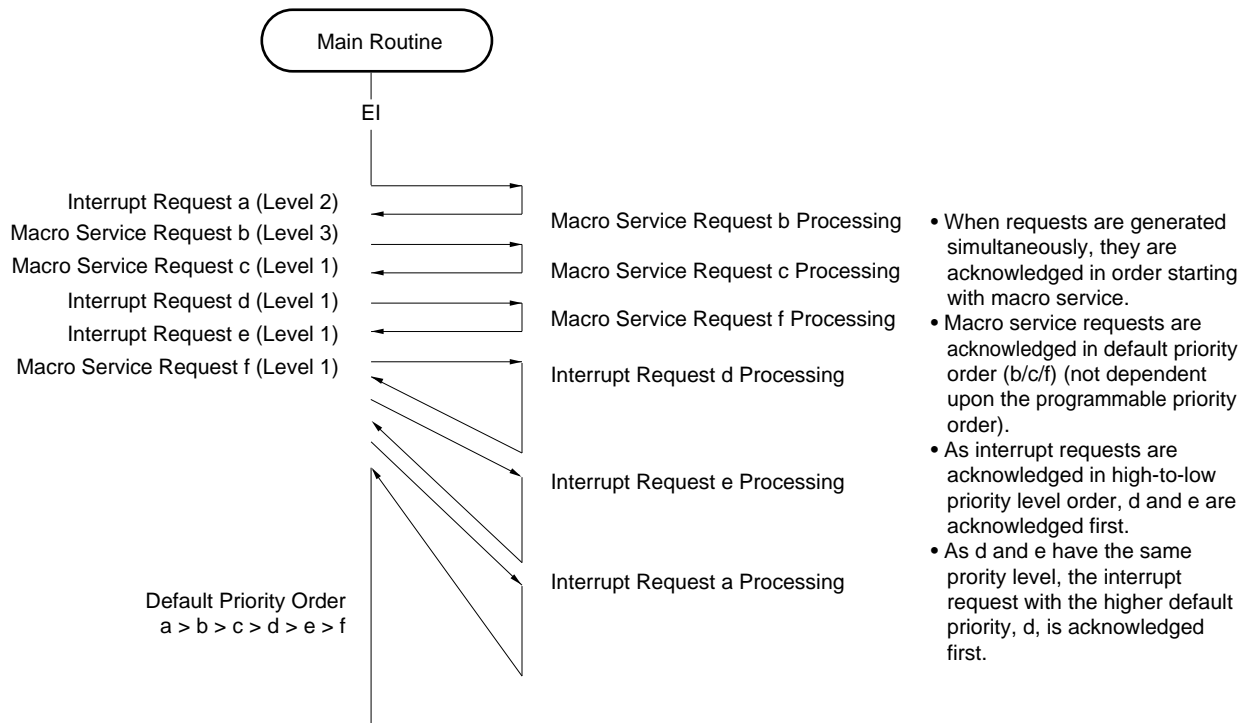 Main Routine
EI
Interrupt Request a (Level 2)
Macro Service Request b (Level 3)
Macro Service Request c (Level 1)
Interrupt Request d (Level 1)
Interrupt Request e (Level 1)
Macro Service Request f (Level 1)
Macro Service Request b Processing
Macro Service Request c Processing
Macro Service Request f Processing
Interrupt Request d Processing
Interrupt Request e Processing
Interrupt Request a Processing
Default Priority Order
a > b > c > d > e > f
• When requests are generated
simultaneously, they are
acknowledged in order starting
with macro service.
• Macro service requests are
acknowledged in default priority
order (b/c/f) (not dependent
upon the programmable priority
order).
• As interrupt requests are
acknowledged in high-to-low
priority level order, d and e are
acknowledged first.
• As d and e have the same
prority level, the interrupt
request with the higher default
priority, d, is acknowledged
first.